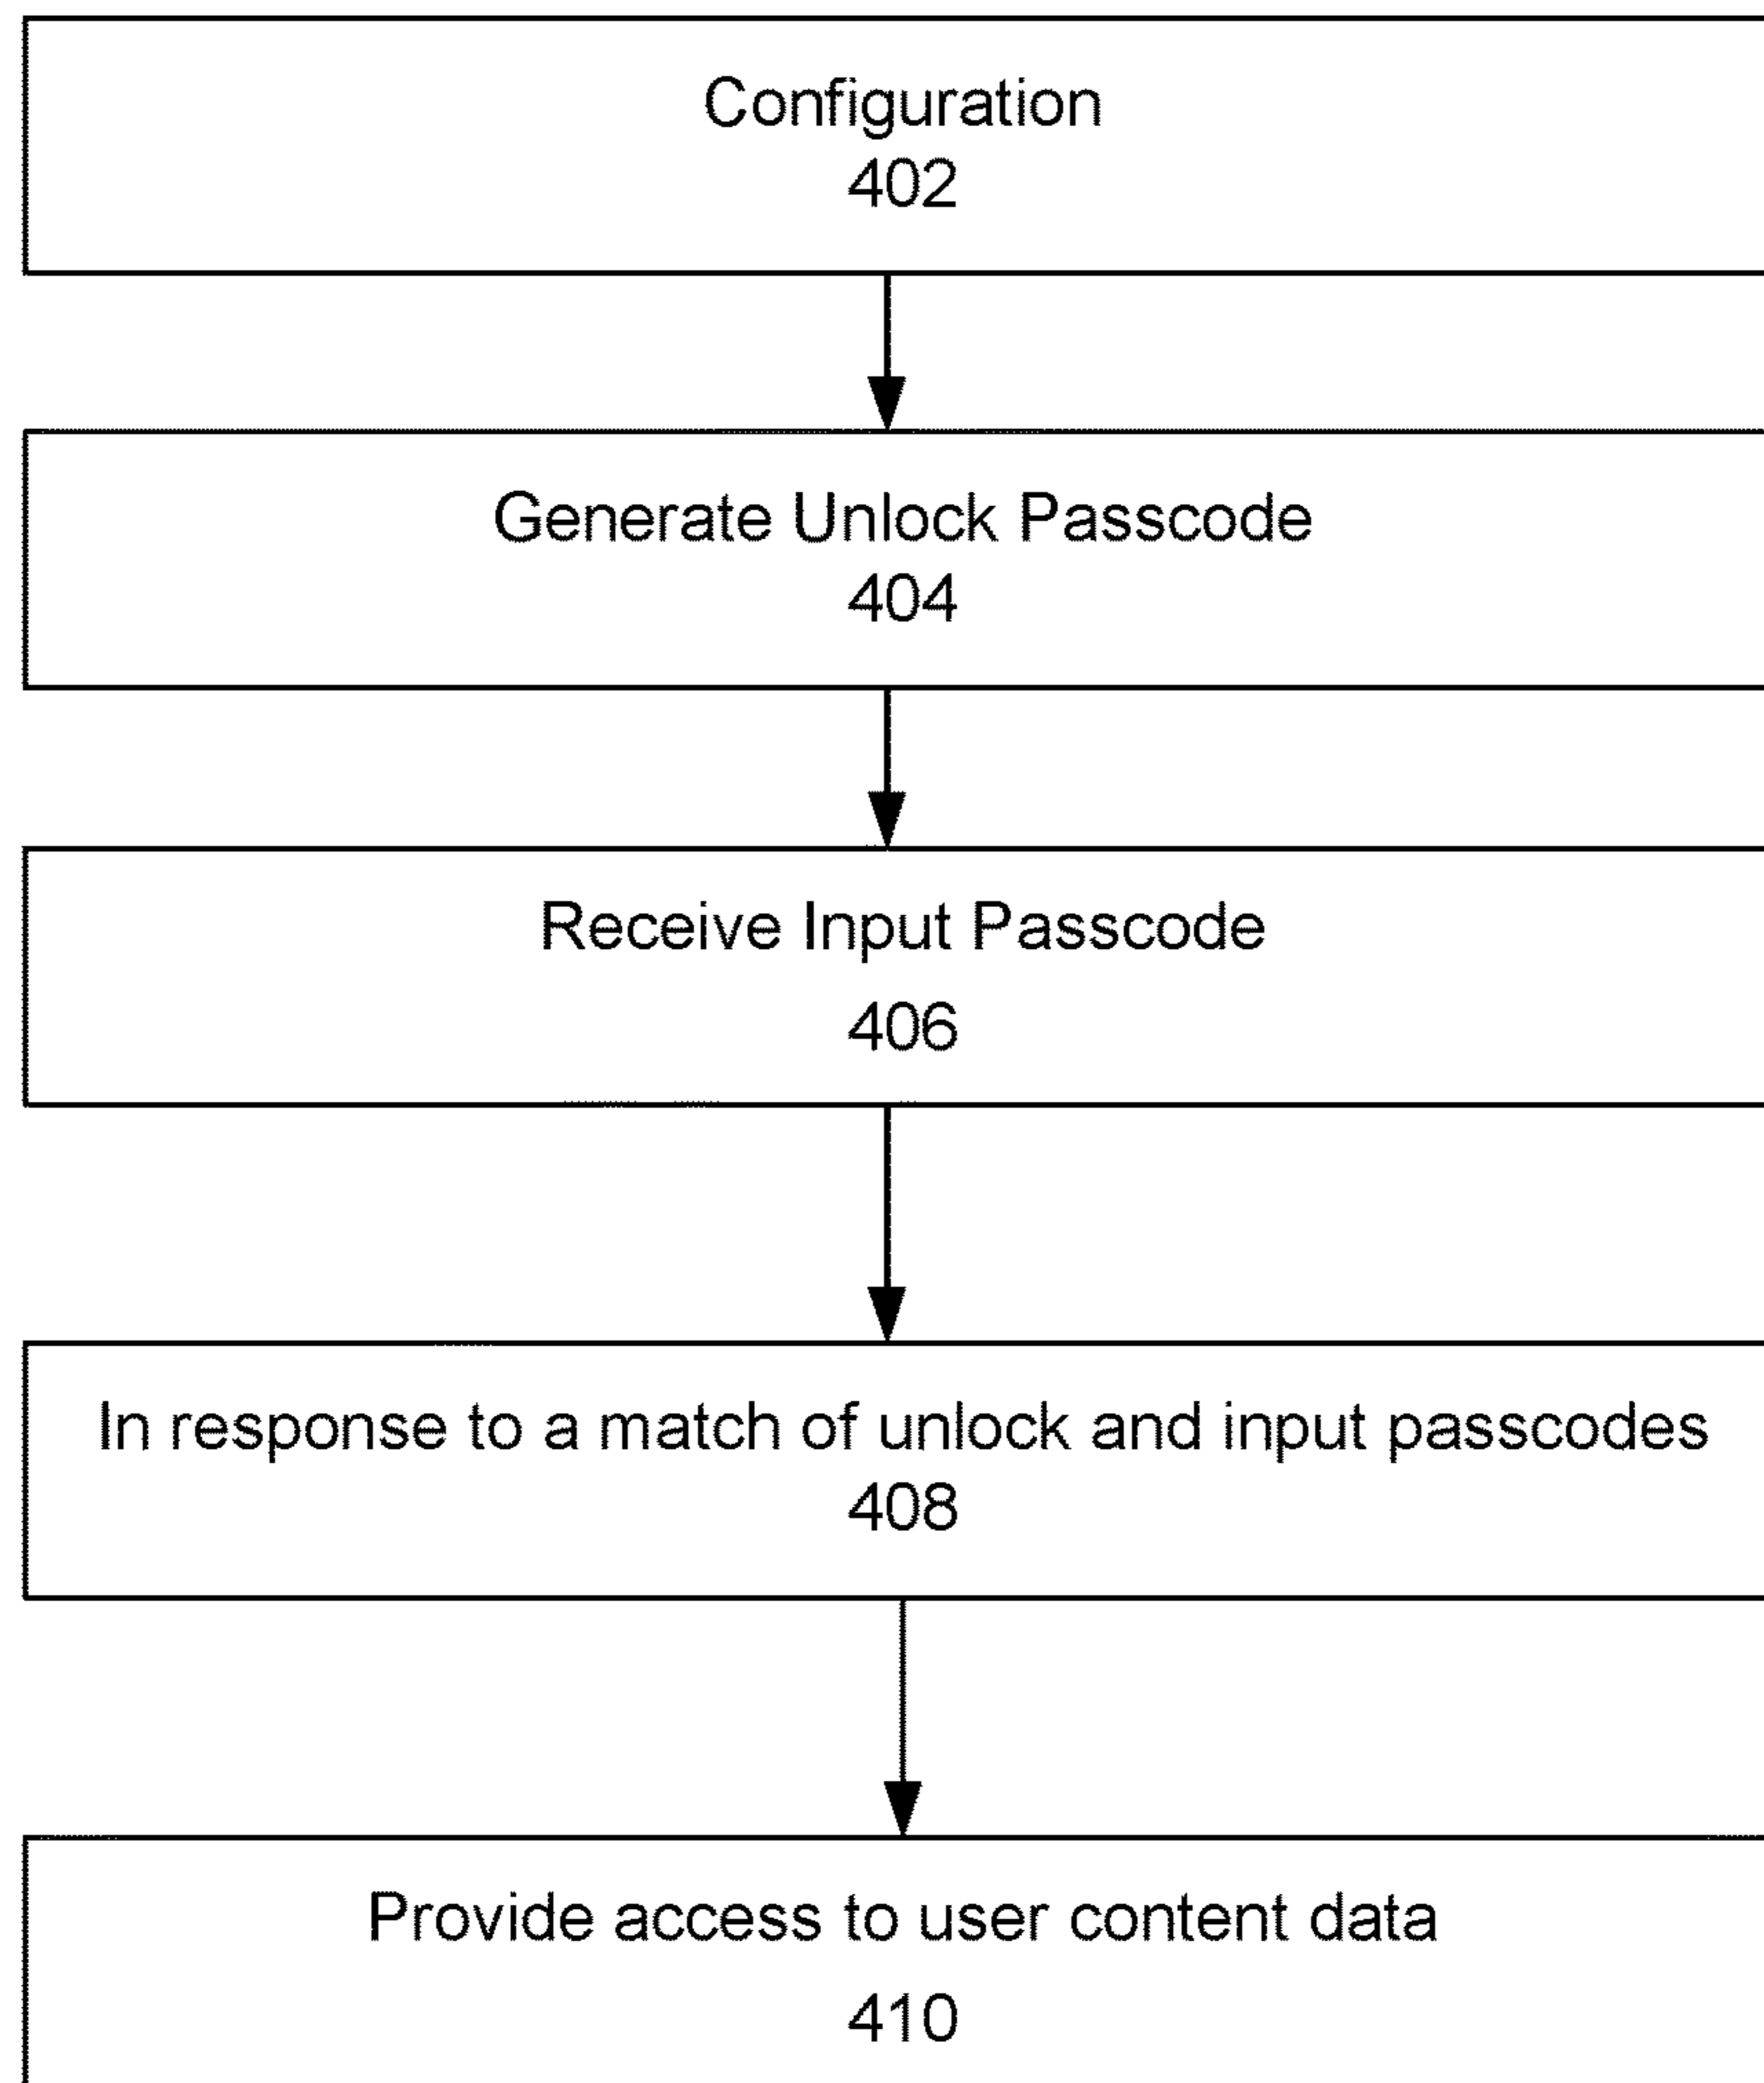 Configuration
402
Generate Unlock Passcode
404
Receive Input Passcode
406
In response to a match of unlock and input passcodes
408
Provide access to user content data
410